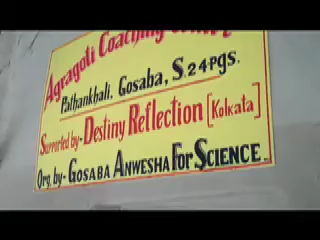 Agragoti Coaching
Pathankhali, Gosaba, S. 24 pgs.
Supported by- Destiny Reflection [Kolkata]
Org. by- GOSABA ANWESHA FOR SCIENCE